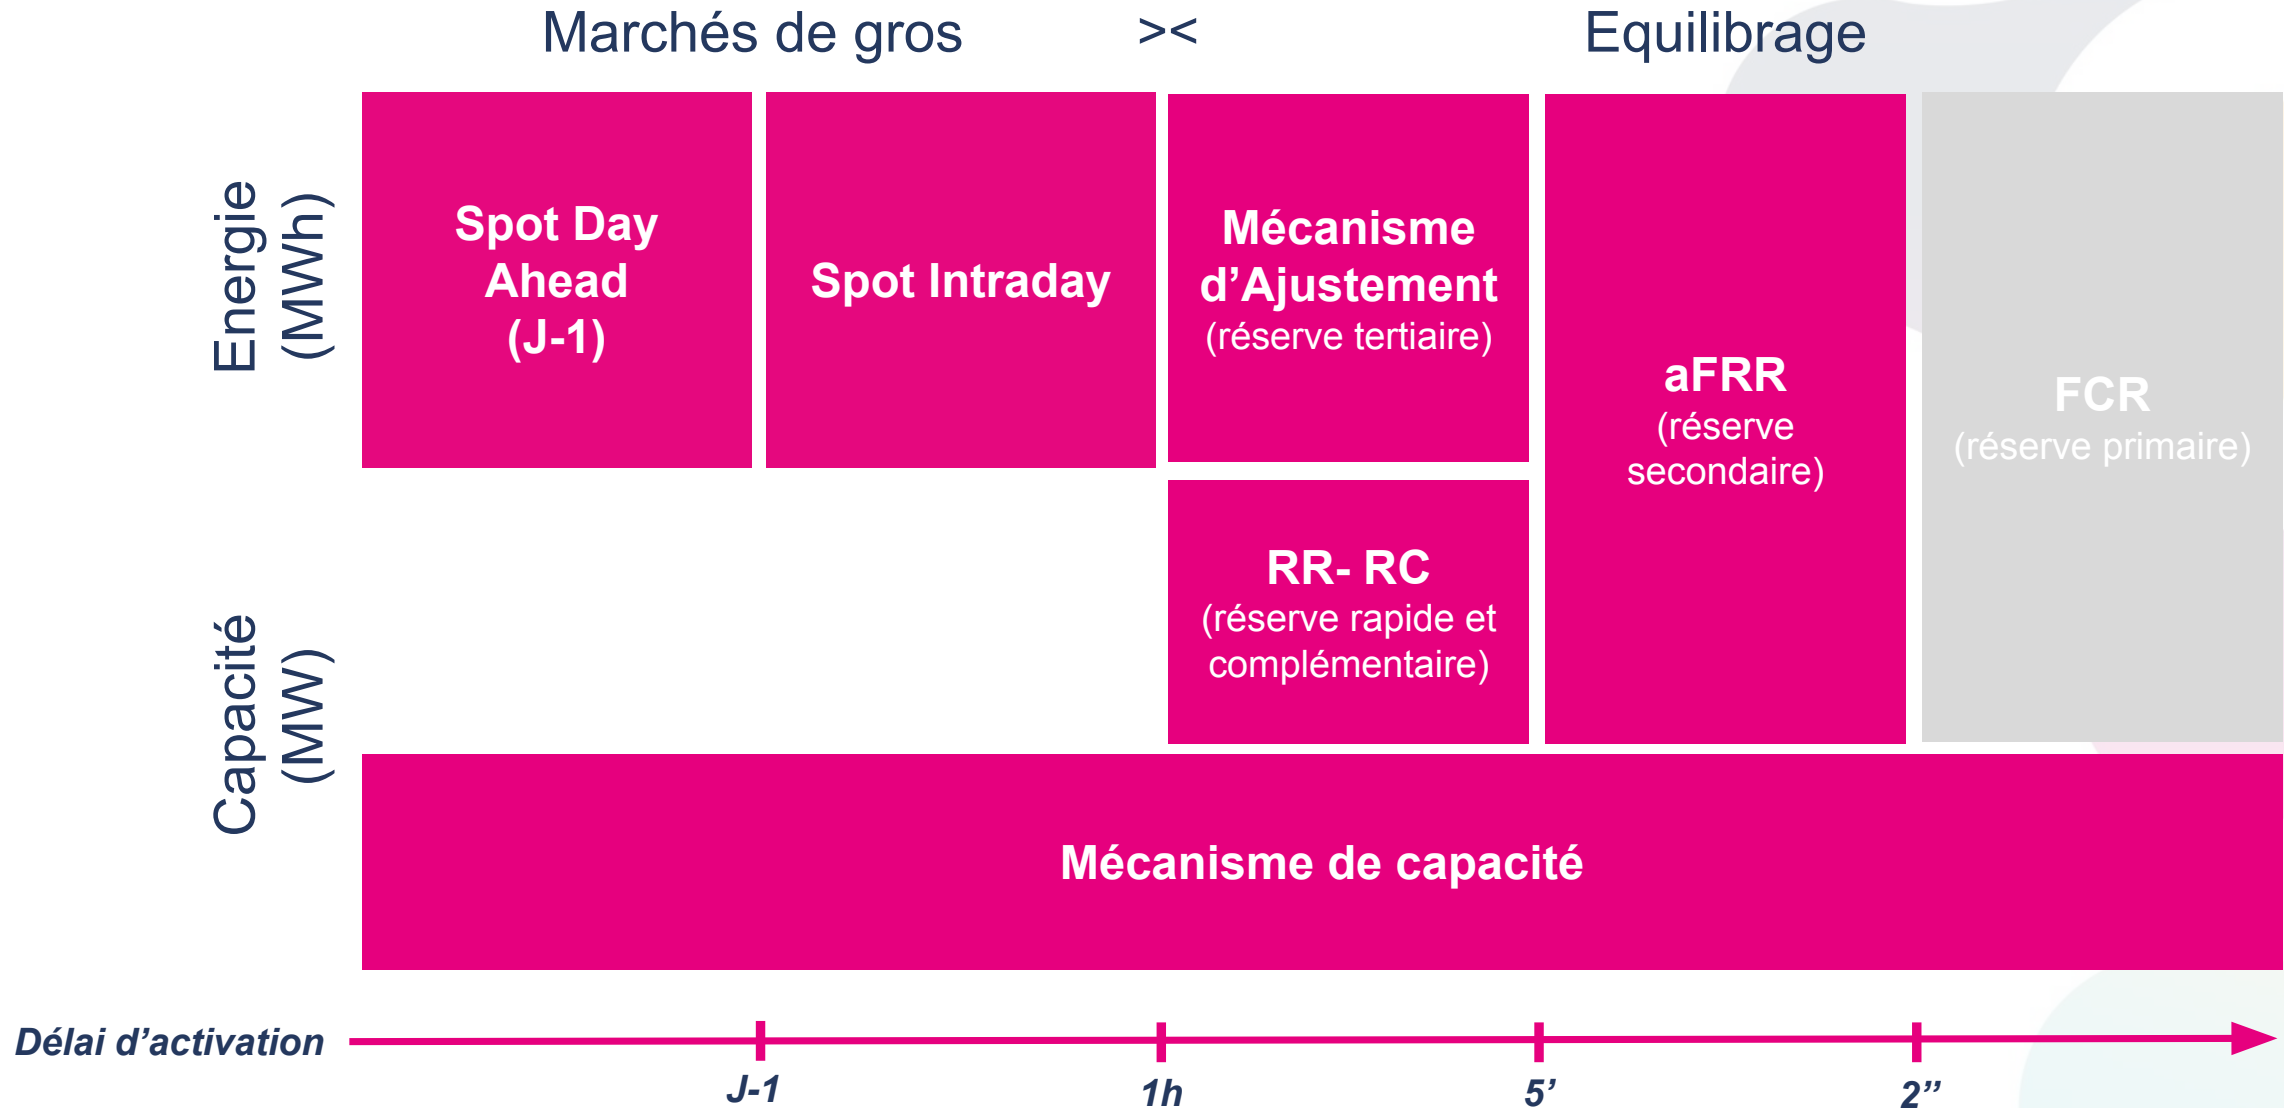 Marchés de gros >< Equilibrage
Energie
(MWh)
Spot Day
Ahead
(J-1)
Spot Intraday
Mécanisme
d’Ajustement
(réserve tertiaire)
aFRR
(réserve
secondaire)
FCR
(réserve primaire)
Capacité
(MW)
RR- RC
(réserve rapide et
complémentaire)
Mécanisme de capacité
Délai d’activation
J-1
1h
5’
2’’